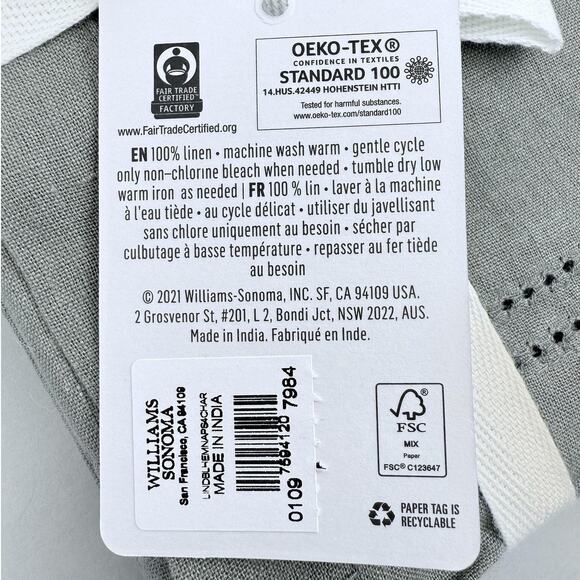 FAIR TRADE
CERTIFIED™
FACTORY
www.FairTradeCertified.org
OEKO-TEX®
CONFIDENCE IN TEXTILES
STANDARD 100
14.HUS.42449 HOHENSTEIN HTTI
Tested for harmful substances.
www.oeko-tex.com/standard100
EN 100% linen • machine wash warm • gentle cycle
only non-chlorine bleach when needed • tumble dry low
warm iron as needed | FR 100 % lin • laver à la machine
à l'eau tiède • au cycle délicat • utiliser du javellisant
sans chlore uniquement au besoin • sécher par
culbutage à basse température • repasser au fer tiède
au besoin
© 2021 Williams-Sonoma, INC. SF, CA 94109 USA.
2 Grosvenor St, #201, L 2, Bondi Jct, NSW 2022, AUS.
Made in India. Fabriqué en Inde.
WILLIAMS
SONOMA
San Francisco, CA 94109
LINDBLHEMNAPS4CHAR
MADE IN INDIA
0109 7594120 7984
FSC
MIX
Paper
FSC® C123647
PAPER TAG IS
RECYCLABLE